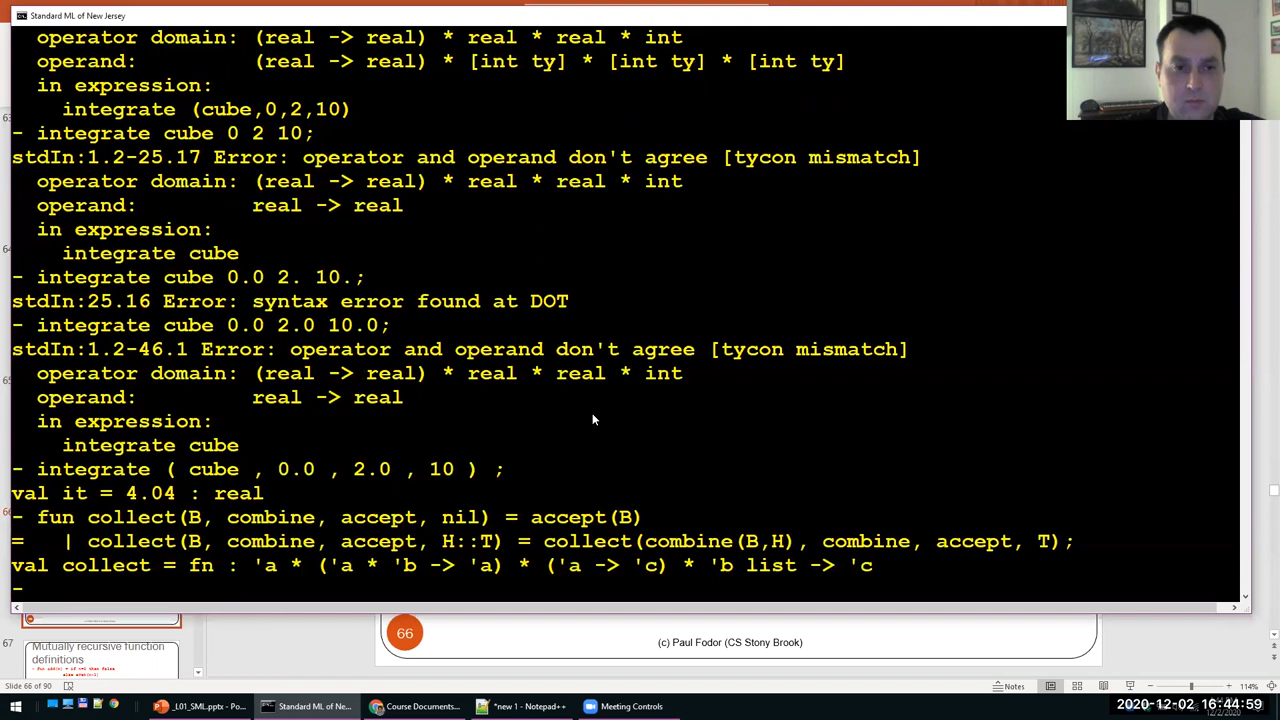 Standard ML of New Jersey
operator domain: (real -> real) * real * real * int
operand: (real -> real) * [int ty] * [int ty] * [int ty]
in expression:
integrate (cube,0,2,10)
- integrate cube 0 2 10;
stdIn:1.2-25.17 Error: operator and operand don't agree [tycon mismatch]
operator domain: (real -> real) * real * real * int
operand: real -> real
in expression:
integrate cube
- integrate cube 0.0 2. 10.;
stdIn:25.16 Error: syntax error found at DOT
- integrate cube 0.0 2.0 10.0;
stdIn:1.2-46.1 Error: operator and operand don't agree [tycon mismatch]
operator domain: (real -> real) * real * real * int
operand: real -> real
in expression:
integrate cube
- integrate ( cube , 0.0 , 2.0 , 10 ) ;
val it = 4.04 : real
- fun collect(B, combine, accept, nil) = accept(B)
= | collect(B, combine, accept, H::T) = collect(combine(B,H), combine, accept, T);
val collect = fn : 'a * ('a * 'b -> 'a) * ('a -> 'c) * 'b list -> 'c
-
66
(c) Paul Fodor (CS Stony Brook)
67
Mutually recursive function
definitions
Slide 66 of 90
Notes
114%
_L01_SML.pptx - Po...
Standard ML of Ne...
Course Documents...
*new 1 - Notepad++
Meeting Controls
2020-12-02 16:44:59